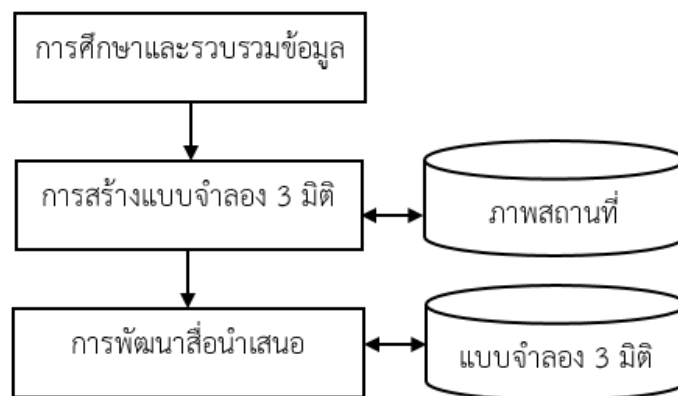 การศึกษาและรวบรวมข้อมูล
การสร้างแบบจำลอง 3 มิติ
ภาพสถานที่
การพัฒนาสื่อนำเสนอ
แบบจำลอง 3 มิติ